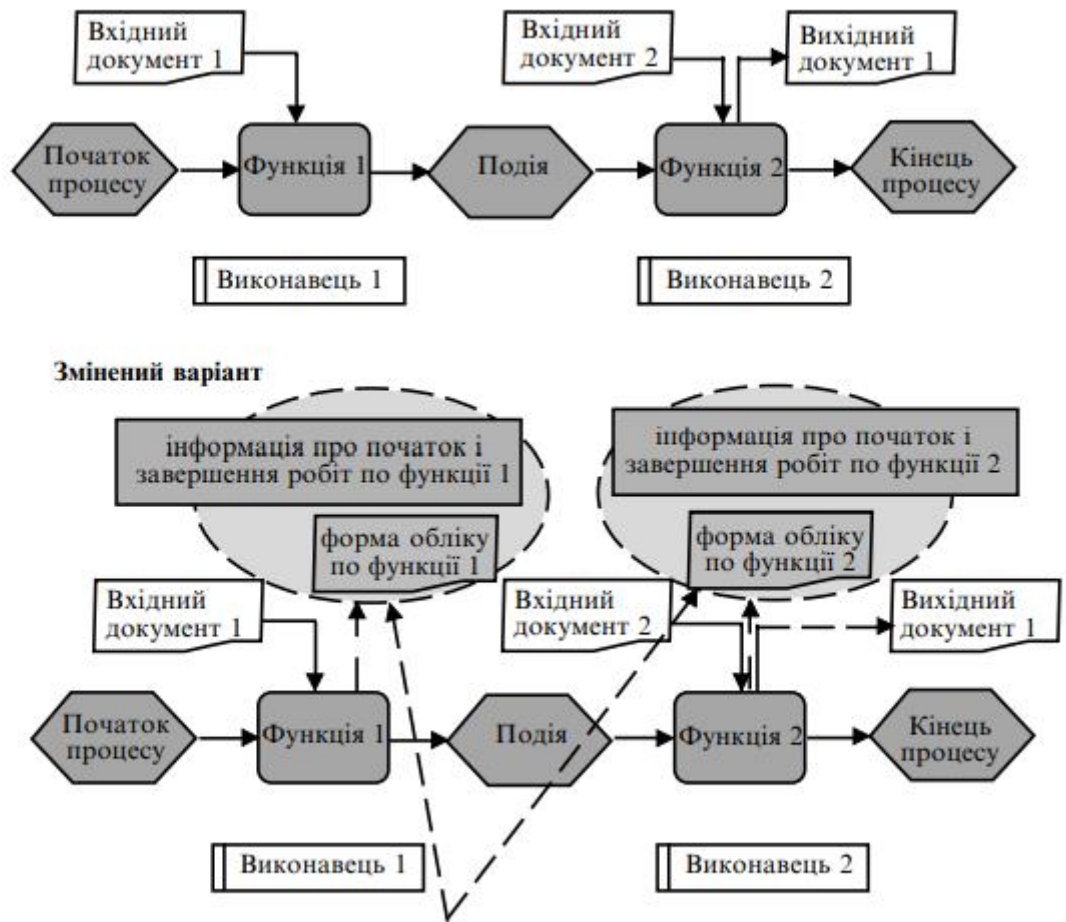 Вхідний
документ 1
Вхідний
документ 2
Вихідний
документ 1
Початок
процесу
Функція 1
Подія
Функція 2
Кінець
процесу
Виконавець 1
Виконавець 2
Змінений варіант
інформація про початок і
завершення робіт по функції 1
інформація про початок і
завершення робіт по функції 2
форма обліку
по функції 1
форма обліку
по функції 2
Вхідний
документ 1
Вхідний
документ 2
Вихідний
документ 1
Початок
процесу
Функція 1
Подія
Функція 2
Кінець
процесу
Виконавець 1
Виконавець 2